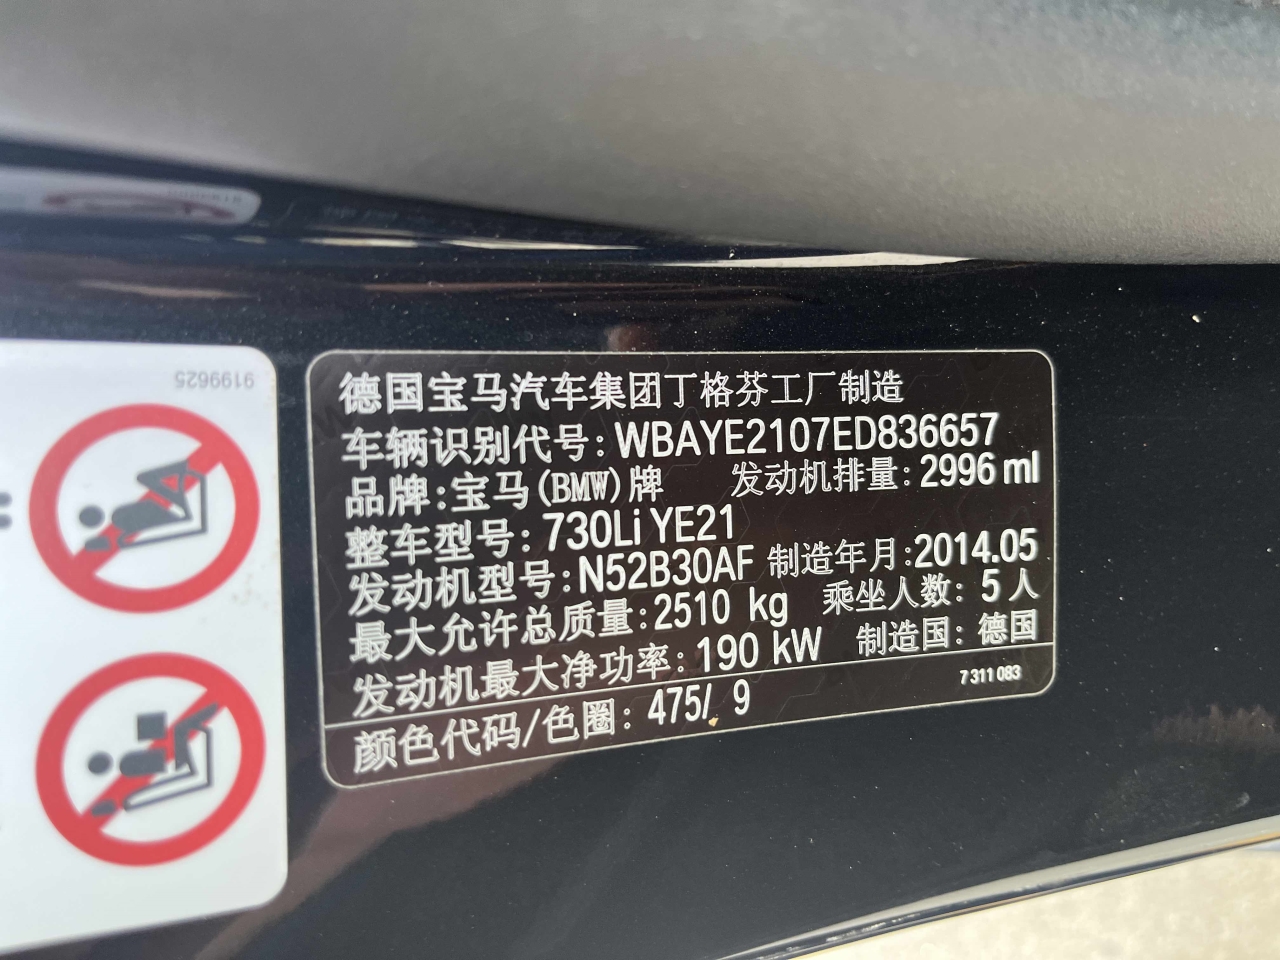 9199625
德国宝马汽车集团丁格芬工厂制造
车辆识别代号: WBAYE2107ED836657
品牌: 宝马(BMW)牌 发动机排量: 2996 ml
整车型号: 730Li YE21
发动机型号: N52B30AF 制造年月: 2014.05
最大允许总质量: 2510 kg 乘坐人数: 5 人
发动机最大净功率: 190 kW 制造国: 德国
7 311 083
颜色代码/色圈: 475/ 9